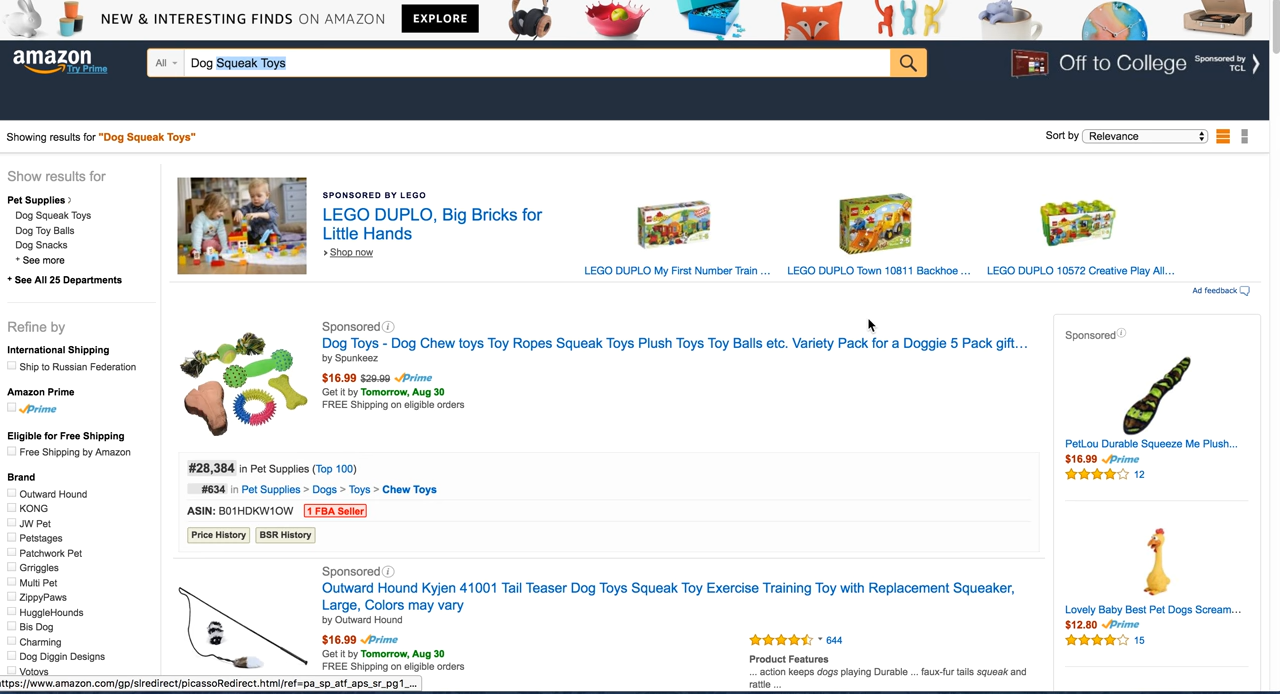 NEW & INTERESTING FINDS ON AMAZON EXPLORE
amazon
Try Prime
All
Dog Squeak Toys
Off to College
Sponsored by
TCL
Showing results for "Dog Squeak Toys"
Sort by Relevance
Show results for
Pet Supplies ›
Dog Squeak Toys
Dog Toy Balls
Dog Snacks
+ See more
+ See All 25 Departments
Refine by
International Shipping
Ship to Russian Federation
Amazon Prime
Prime
Eligible for Free Shipping
Free Shipping by Amazon
Brand
Outward Hound
KONG
JW Pet
Petstages
Patchwork Pet
Grriggles
Multi Pet
ZippyPaws
HuggleHounds
Bis Dog
Charming
Dog Diggin Designs
Votoys
ttps://www.amazon.com/gp/slredirect/picassoRedirect.html/ref=pa_sp_atf_aps_sr_pg1_...
SPONSORED BY LEGO
LEGO DUPLO, Big Bricks for
Little Hands
› Shop now
LEGO DUPLO My First Number Train ...
LEGO DUPLO Town 10811 Backhoe ...
LEGO DUPLO 10572 Creative Play All...
Ad feedback
Sponsored
Dog Toys - Dog Chew toys Toy Ropes Squeak Toys Plush Toys Toy Balls etc. Variety Pack for a Doggie 5 Pack gift...
by Spunkeez
$16.99 $29.99 Prime
Get it by Tomorrow, Aug 30
FREE Shipping on eligible orders
#28,384 in Pet Supplies (Top 100)
#634 in Pet Supplies > Dogs > Toys > Chew Toys
ASIN: B01HDKW1OW 1 FBA Seller
Price History BSR History
Sponsored
Outward Hound Kyjen 41001 Tail Teaser Dog Toys Squeak Toy Exercise Training Toy with Replacement Squeaker,
Large, Colors may vary
by Outward Hound
$16.99 Prime
Get it by Tomorrow, Aug 30
FREE Shipping on eligible orders
644
Product Features
... action keeps dogs playing Durable ... faux-fur tails squeak and
rattle ...
Sponsored
PetLou Durable Squeeze Me Plush...
$16.99 Prime
12
Lovely Baby Best Pet Dogs Scream...
$12.80 Prime
15